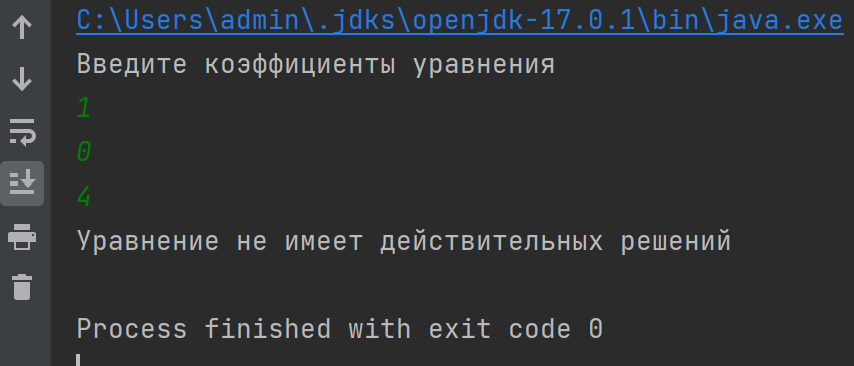 C:\Users\admin\.jdks\openjdk-17.0.1\bin\java.exe
Введите коэффициенты уравнения
1
0
4
Уравнение не имеет действительных решений
Process finished with exit code 0